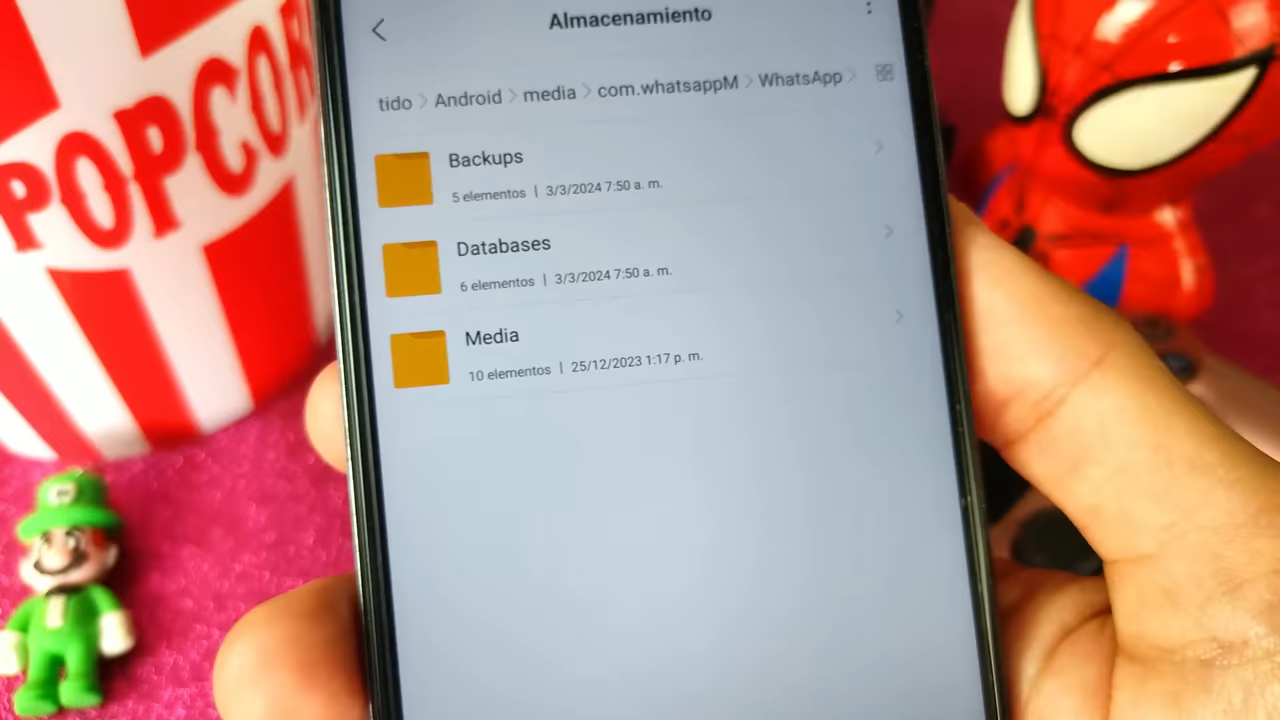 POPCOR
Almacenamiento
tido > Android > media > com.whatsappM > WhatsApp >
Backups
5 elementos | 3/3/2024 7:50 a. m.
Databases
6 elementos | 3/3/2024 7:50 a. m.
Media
10 elementos | 25/12/2023 1:17 p. m.